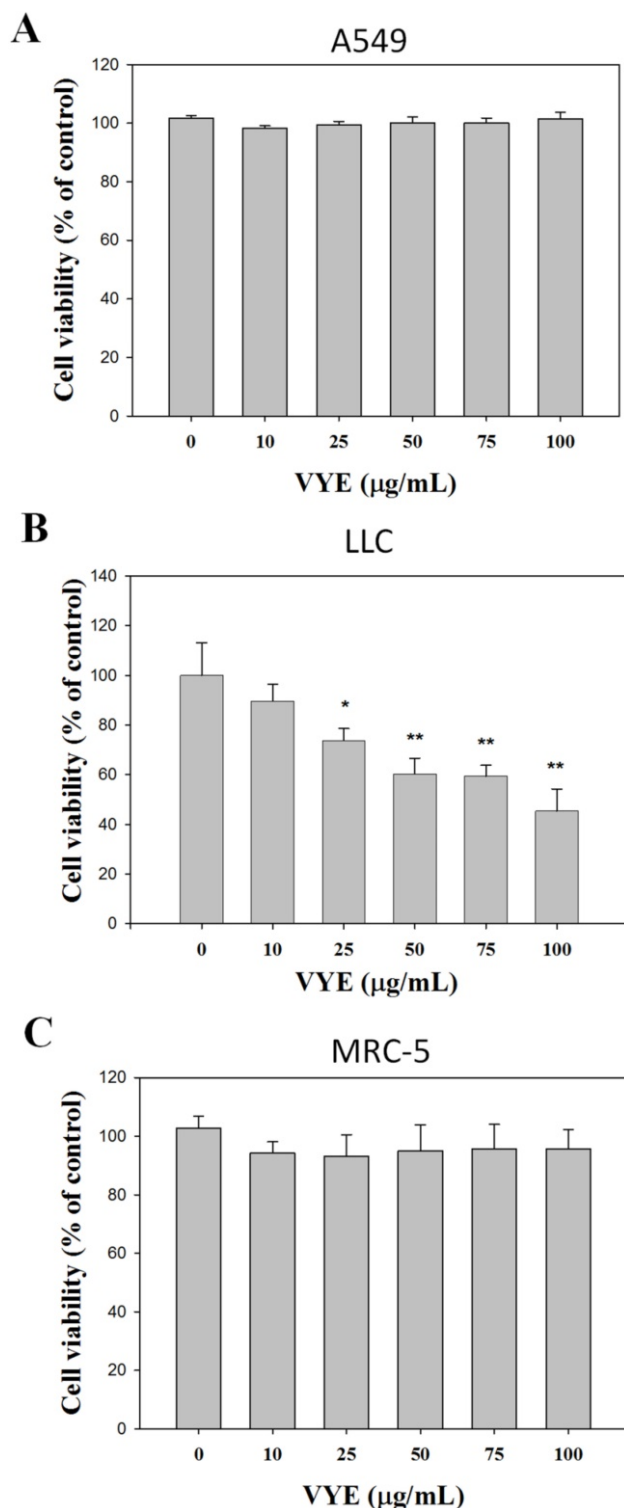 A
A549
Cell viability (% of control)
120
100
80
60
40
20
0
0 10 25 50 75 100
VYE (μg/mL)
B
LLC
Cell viability (% of control)
140
120
100
80
60
40
20
0
* ** ** **
0 10 25 50 75 100
VYE (μg/mL)
C
MRC-5
Cell viability (% of control)
120
100
80
60
40
20
0
0 10 25 50 75 100
VYE (μg/mL)